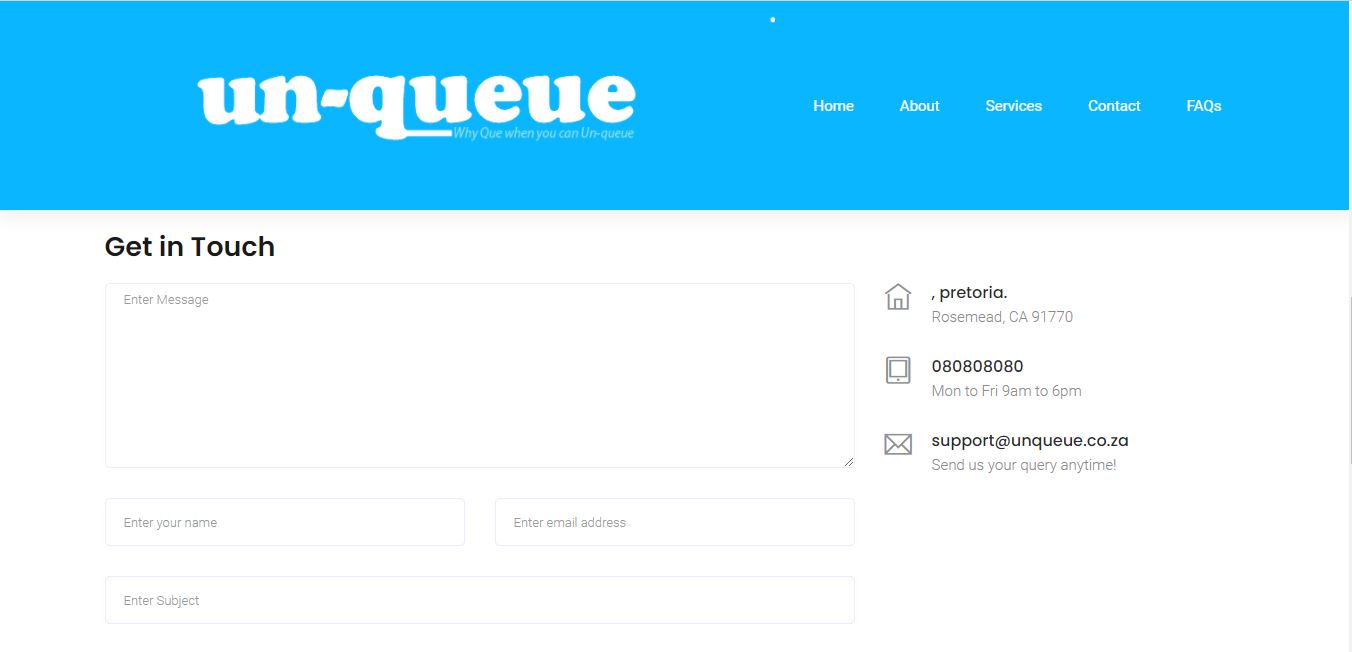 un-queue
Why Que when you can Un-queue
Home
About
Services
Contact
FAQs
Get in Touch
Enter Message
Enter your name
Enter email address
Enter Subject
, pretoria.
Rosemead, CA 91770
080808080
Mon to Fri 9am to 6pm
support@unqueue.co.za
Send us your query anytime!